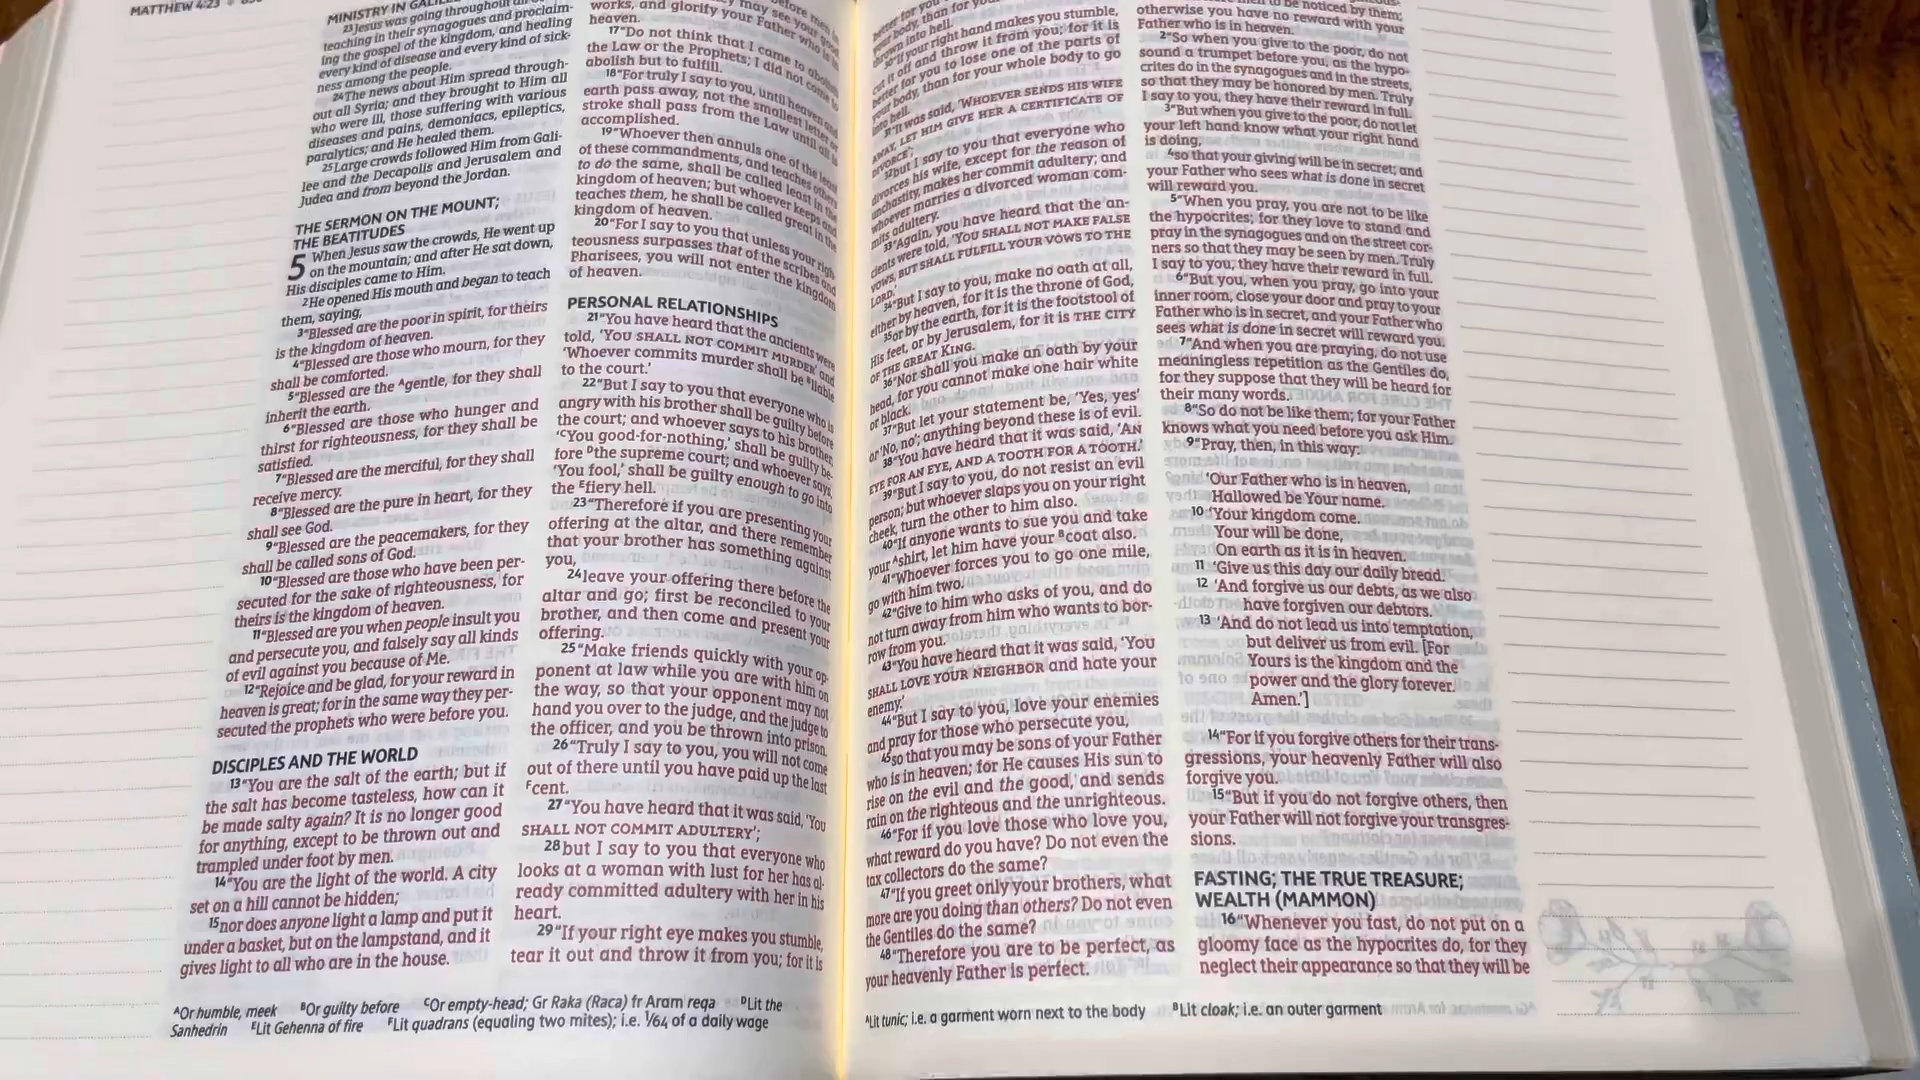 MATTHEW 4:23
MINISTRY IN
23Jesus was going throughout
teaching in their synagogues and proclaim-
ing the gospel of the kingdom, and healing
every kind of disease and every kind of sick-
ness among the people.
24The news about Him spread through-
out all Syria; and they brought to Him all
who were ill, those suffering with various
diseases and pains, demoniacs, epileptics,
paralytics; and He healed them.
25Large crowds followed Him from Gali-
lee and the Decapolis and Jerusalem and
Judea and from beyond the Jordan.
THE SERMON ON THE MOUNT;
THE BEATITUDES
5 When Jesus saw the crowds, He went up
on the mountain; and after He sat down,
His disciples came to Him.
2He opened His mouth and began to teach
them, saying,
3"Blessed are the poor in spirit, for theirs
is the kingdom of heaven.
4"Blessed are those who mourn, for they
shall be comforted.
5"Blessed are the Agentle, for they shall
inherit the earth.
6"Blessed are those who hunger and
thirst for righteousness, for they shall be
satisfied.
7"Blessed are the merciful, for they shall
receive mercy.
8"Blessed are the pure in heart, for they
shall see God.
9"Blessed are the peacemakers, for they
shall be called sons of God.
10"Blessed are those who have been per-
secuted for the sake of righteousness, for
theirs is the kingdom of heaven.
11"Blessed are you when people insult you
and persecute you, and falsely say all kinds
of evil against you because of Me.
12"Rejoice and be glad, for your reward in
heaven is great; for in the same way they per-
secuted the prophets who were before you.
DISCIPLES AND THE WORLD
13"You are the salt of the earth; but if
the salt has become tasteless, how can it
be made salty again? It is no longer good
for anything, except to be thrown out and
trampled under foot by men.
14"You are the light of the world. A city
set on a hill cannot be hidden;
15nor does anyone light a lamp and put it
under a basket, but on the lampstand, and it
gives light to all who are in the house.
before men in
may see your good
works, and glorify your Father who is in
heaven.
17"Do not think that I came to abolish
the Law or the Prophets; I did not come to
abolish but to fulfill.
18"For truly I say to you, until heaven and
earth pass away, not the smallest letter or
stroke shall pass from the Law until all is
accomplished.
19"Whoever then annuls one of the least
of these commandments, and teaches others
to do the same, shall be called least in the
kingdom of heaven; but whoever keeps and
teaches them, he shall be called great in the
kingdom of heaven.
20"For I say to you that unless your righ
teousness surpasses that of the scribes and
Pharisees, you will not enter the kingdom
of heaven.
PERSONAL RELATIONSHIPS
21"You have heard that the ancients were
told, 'YOU SHALL NOT COMMIT MURDER' and
'Whoever commits murder shall be Bliable
to the court.'
22"But I say to you that everyone who is
angry with his brother shall be guilty before
the court; and whoever says to his brother,
'CYou good-for-nothing,' shall be guilty be-
fore Dthe supreme court; and whoever says,
'You fool,' shall be guilty enough to go into
the Efiery hell.
23"Therefore if you are presenting your
offering at the altar, and there remember
that your brother has something against
you,
24leave your offering there before the
altar and go; first be reconciled to your
brother, and then come and present your
offering.
25"Make friends quickly with your op-
ponent at law while you are with him on
the way, so that your opponent may not
hand you over to the judge, and the judge to
the officer, and you be thrown into prison.
26"Truly I say to you, you will not come
out of there until you have paid up the last
Fcent.
27"You have heard that it was said, 'YOU
SHALL NOT COMMIT ADULTERY';
28but I say to you that everyone who
looks at a woman with lust for her has al-
ready committed adultery with her in his
heart.
29"If your right eye makes you stumble,
tear it out and throw it from you; for it is
AOr humble, meek BOr guilty before COr empty-head; Gr Raka (Raca) fr Aram reqa DLit the
Sanhedrin ELit Gehenna of fire FLit quadrans (equaling two mites); i.e. 1/64 of a daily wage
better for you
your body, than for your
thrown into hell.
30"If your right hand makes you stumble,
cut it off and throw it from you; for it is
better for you to lose one of the parts of
your body, than for your whole body to go
into hell.
31"It was said, 'WHOEVER SENDS HIS WIFE
AWAY, LET HIM GIVE HER A CERTIFICATE OF
DIVORCE';
32but I say to you that everyone who
divorces his wife, except for the reason of
unchastity, makes her commit adultery; and
whoever marries a divorced woman com-
mits adultery.
33"Again, you have heard that the an-
cients were told, 'YOU SHALL NOT MAKE FALSE
VOWS, BUT SHALL FULFILL YOUR VOWS TO THE
LORD.'
34"But I say to you, make no oath at all,
either by heaven, for it is the throne of God,
35or by the earth, for it is the footstool of
His feet, or by Jerusalem, for it is THE CITY
OF THE GREAT KING.
36"Nor shall you make an oath by your
head, for you cannot make one hair white
or black.
37"But let your statement be, 'Yes, yes'
or 'No, no'; anything beyond these is of evil.
38"You have heard that it was said, 'AN
EYE FOR AN EYE, AND A TOOTH FOR A TOOTH.'
39"But I say to you, do not resist an evil
person; but whoever slaps you on your right
cheek, turn the other to him also.
40"If anyone wants to sue you and take
your Ashirt, let him have your Bcoat also.
41"Whoever forces you to go one mile,
go with him two.
42"Give to him who asks of you, and do
not turn away from him who wants to bor-
row from you.
43"You have heard that it was said, 'YOU
SHALL LOVE YOUR NEIGHBOR and hate your
enemy.'
44"But I say to you, love your enemies
and pray for those who persecute you,
45so that you may be sons of your Father
who is in heaven; for He causes His sun to
rise on the evil and the good, and sends
rain on the righteous and the unrighteous.
46"For if you love those who love you,
what reward do you have? Do not even the
tax collectors do the same?
47"If you greet only your brothers, what
more are you doing than others? Do not even
the Gentiles do the same?
48"Therefore you are to be perfect, as
your heavenly Father is perfect.
to be noticed by them;
otherwise you have no reward with your
Father who is in heaven.
2"So when you give to the poor, do not
sound a trumpet before you, as the hypo-
crites do in the synagogues and in the streets,
so that they may be honored by men. Truly
I say to you, they have their reward in full.
3"But when you give to the poor, do not let
your left hand know what your right hand
is doing,
4so that your giving will be in secret; and
your Father who sees what is done in secret
will reward you.
5"When you pray, you are not to be like
the hypocrites; for they love to stand and
pray in the synagogues and on the street cor-
ners so that they may be seen by men. Truly
I say to you, they have their reward in full.
6"But you, when you pray, go into your
inner room, close your door and pray to your
Father who is in secret, and your Father who
sees what is done in secret will reward you.
7"And when you are praying, do not use
meaningless repetition as the Gentiles do,
for they suppose that they will be heard for
their many words.
8"So do not be like them; for your Father
knows what you need before you ask Him.
9"Pray, then, in this way:
'Our Father who is in heaven,
Hallowed be Your name.
10 'Your kingdom come.
Your will be done,
On earth as it is in heaven.
11 'Give us this day our daily bread.
12 'And forgive us our debts, as we also
have forgiven our debtors.
13 'And do not lead us into temptation,
but deliver us from evil. [For
Yours is the kingdom and the
power and the glory forever.
Amen.']
14"For if you forgive others for their trans-
gressions, your heavenly Father will also
forgive you.
15"But if you do not forgive others, then
your Father will not forgive your transgres-
sions.
FASTING; THE TRUE TREASURE;
WEALTH (MAMMON)
16"Whenever you fast, do not put on a
gloomy face as the hypocrites do, for they
neglect their appearance so that they will be
ALit tunic; i.e. a garment worn next to the body BLit cloak; i.e. an outer garment